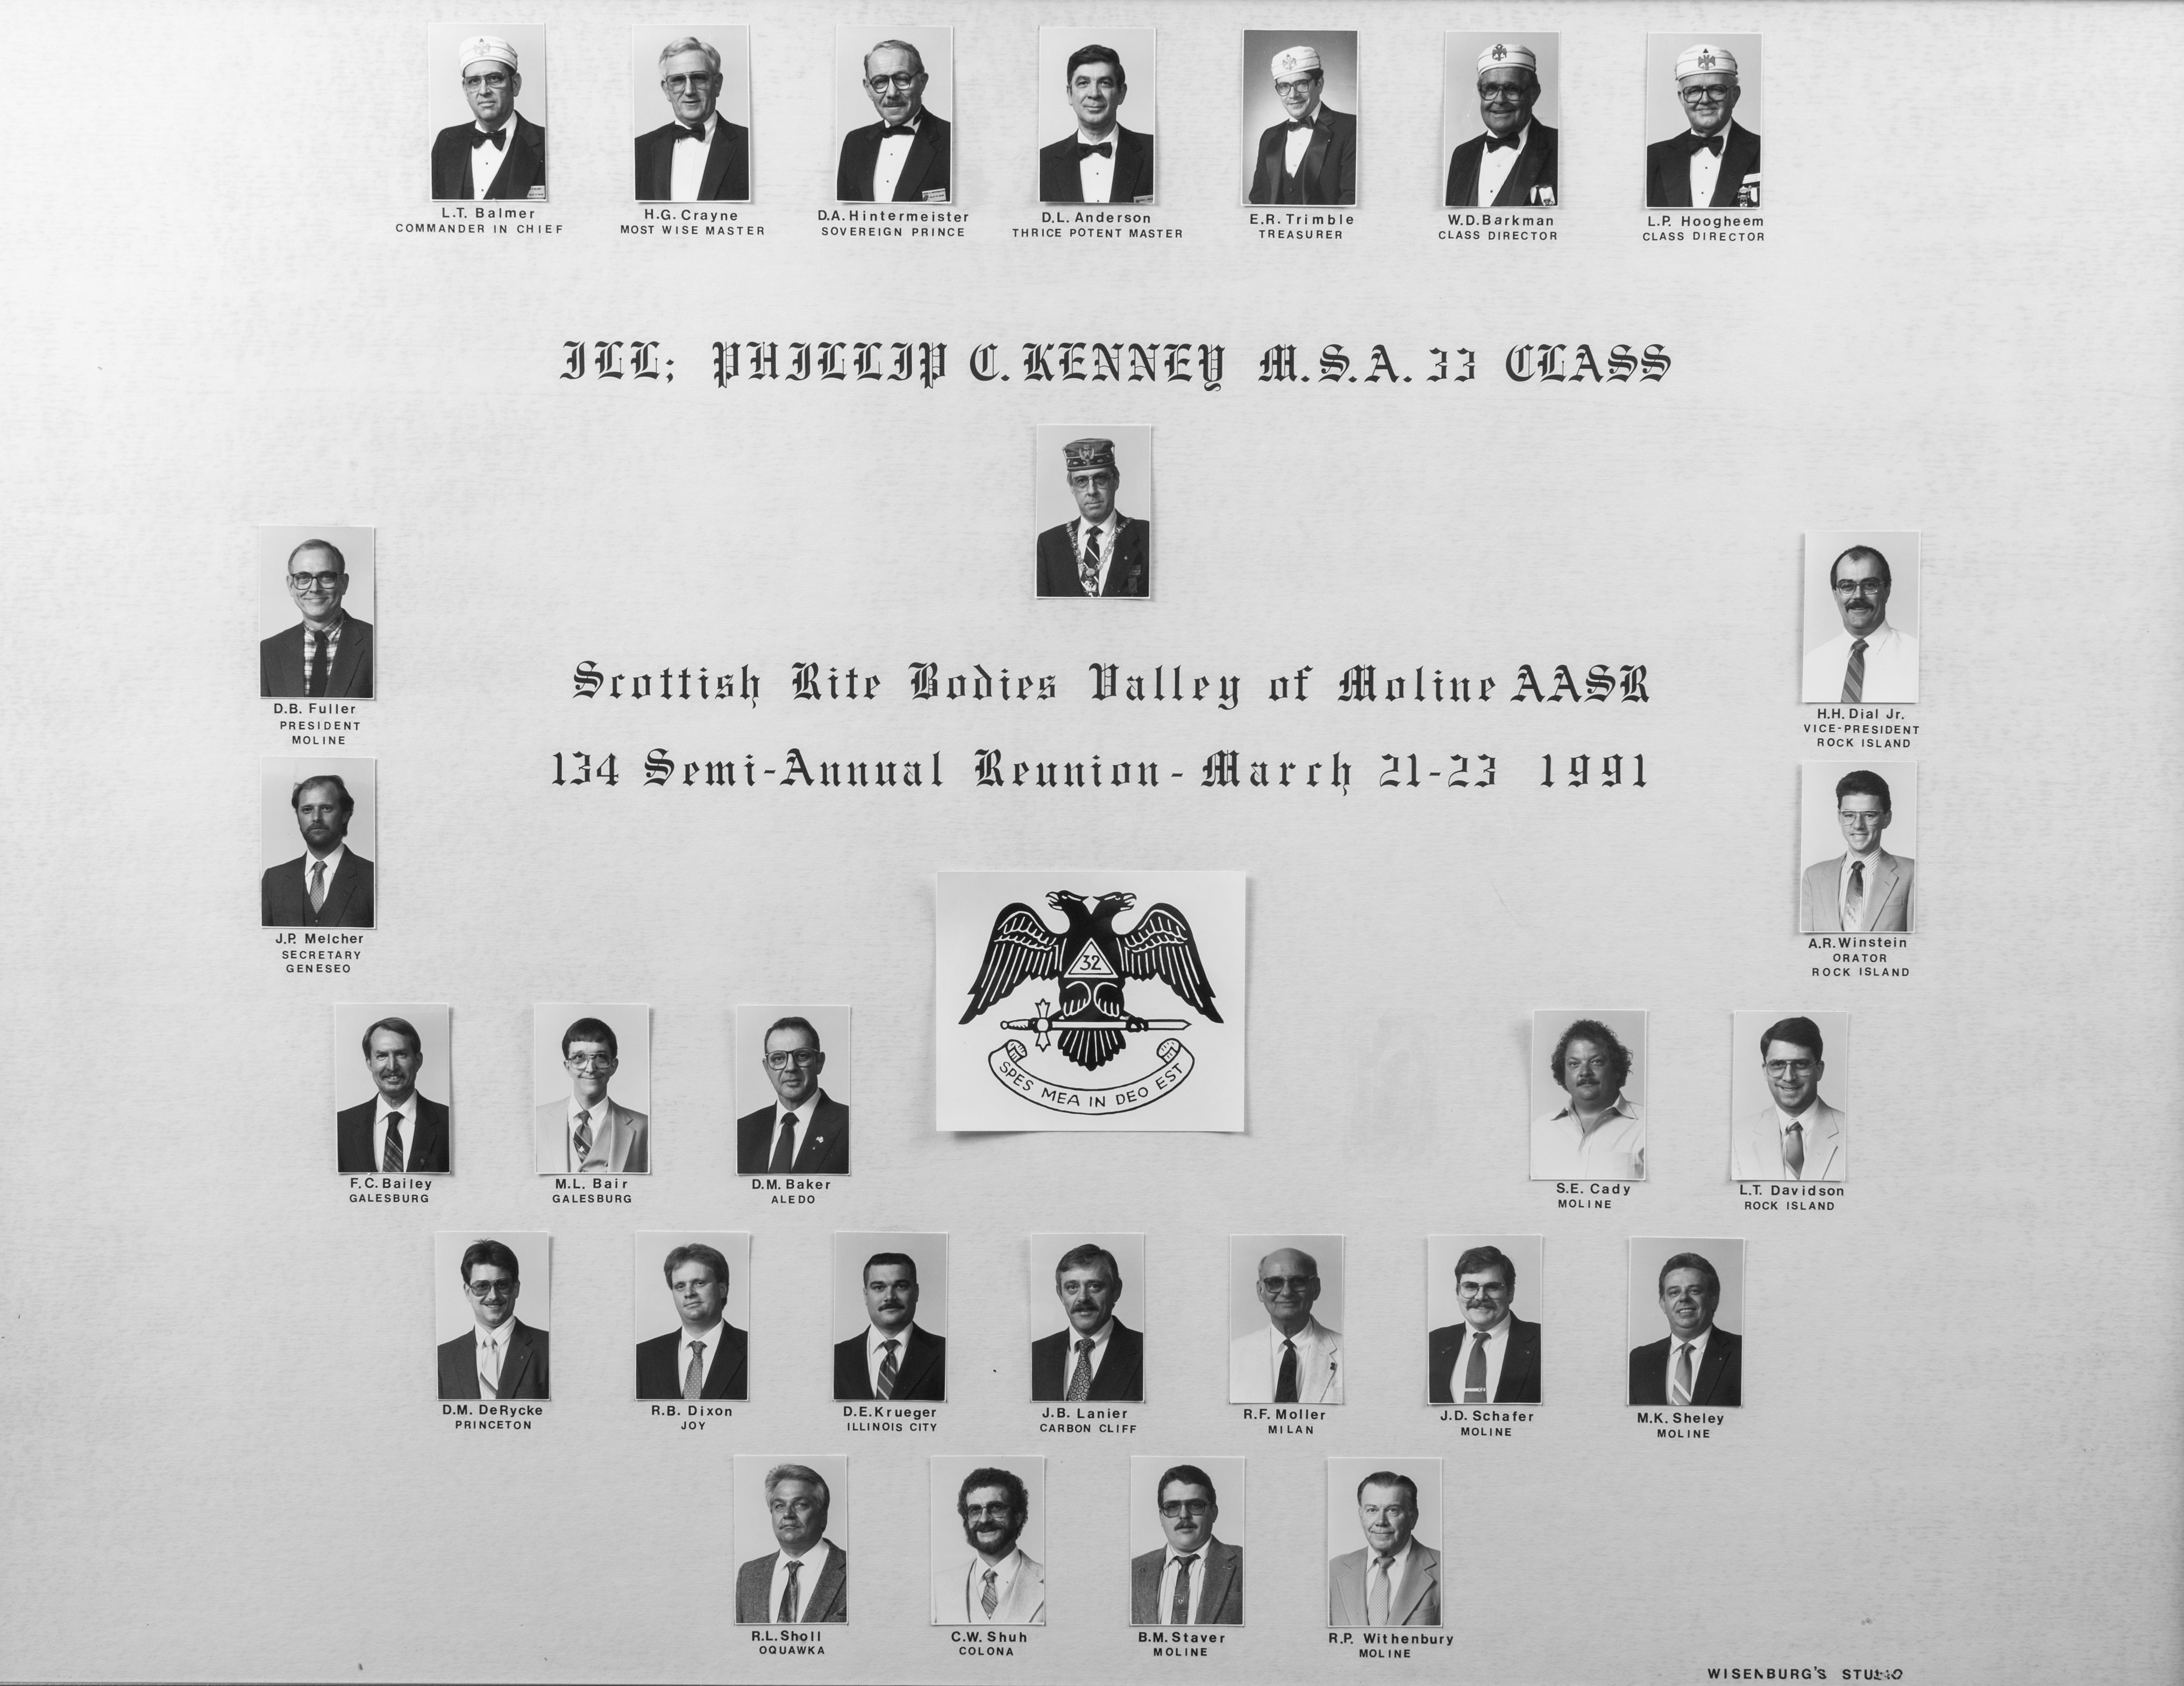 L.T. Balmer
COMMANDER IN CHIEF
H.G. Crayne
MOST WISE MASTER
D.A. Hintermeister
SOVEREIGN PRINCE
D.L. Anderson
THRICE POTENT MASTER
E.R. Trimble
TREASURER
W.D. Barkman
CLASS DIRECTOR
L.P. Hoogheem
CLASS DIRECTOR
ILL; PHILLIP C. KENNEY M.S.A. 33 CLASS
D.B. Fuller
PRESIDENT
MOLINE
H.H. Dial Jr.
VICE-PRESIDENT
ROCK ISLAND
Scottish Rite Bodies Valley of Moline AASR
134 Semi-Annual Reunion - March 21-23 1991
J.P. Melcher
SECRETARY
GENESEO
A.R. Winstein
ORATOR
ROCK ISLAND
32
SPES MEA IN DEO EST
F.C. Bailey
GALESBURG
M.L. Bair
GALESBURG
D.M. Baker
ALEDO
S.E. Cady
MOLINE
L.T. Davidson
ROCK ISLAND
D.M. DeRycke
PRINCETON
R.B. Dixon
JOY
D.E. Krueger
ILLINOIS CITY
J.B. Lanier
CARBON CLIFF
R.F. Moller
MILAN
J.D. Schafer
MOLINE
M.K. Sheley
MOLINE
R.L. Sholl
OQUAWKA
C.W. Shuh
COLONA
B.M. Staver
MOLINE
R.P. Withenbury
MOLINE
WISENBURG'S STUDIO